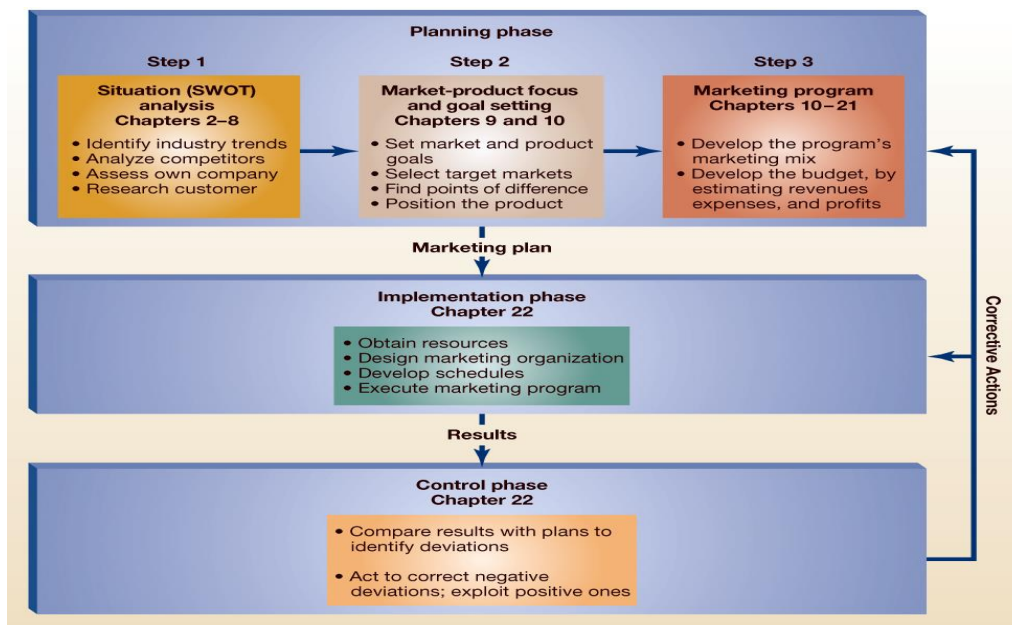 Planning phase
Step 1
Situation (SWOT)
analysis
Chapters 2–8
• Identify industry trends
• Analyze competitors
• Assess own company
• Research customer
Step 2
Market-product focus
and goal setting
Chapters 9 and 10
• Set market and product
goals
• Select target markets
• Find points of difference
• Position the product
Step 3
Marketing program
Chapters 10–21
• Develop the program's
marketing mix
• Develop the budget, by
estimating revenues
expenses, and profits
Marketing plan
Implementation phase
Chapter 22
• Obtain resources
• Design marketing organization
• Develop schedules
• Execute marketing program
Results
Control phase
Chapter 22
• Compare results with plans to
identify deviations
• Act to correct negative
deviations; exploit positive ones
Corrective Actions